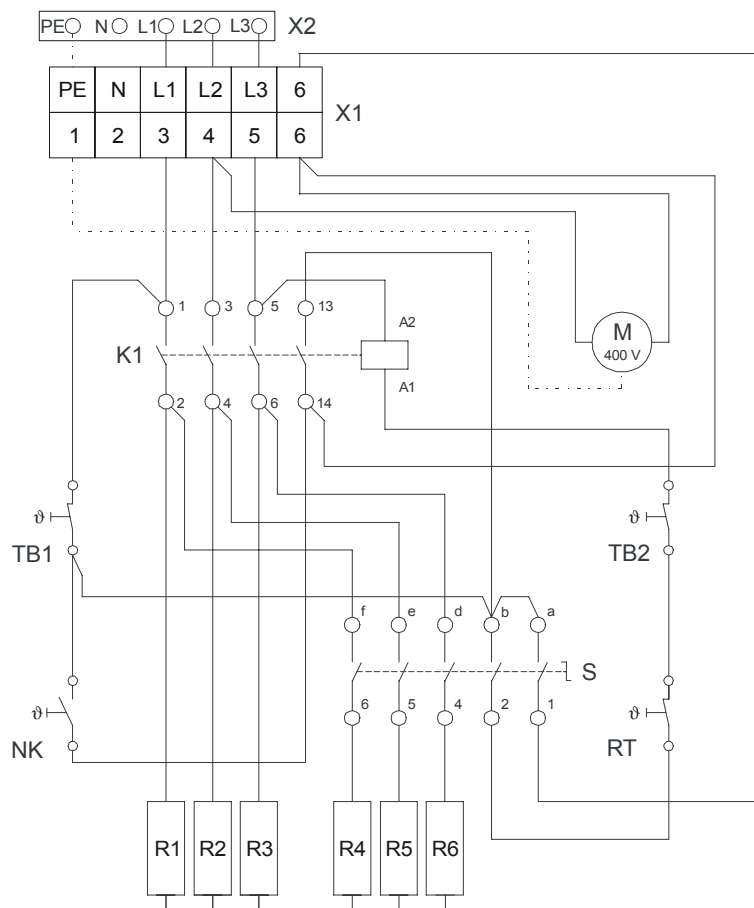 PE N L1 L2 L3 X2
PE N L1 L2 L3 6
X1
1 2 3 4 5 6
1 3 5 13
A2
M
400 V
K1
A1
2 4 6 14
ϑ ϑ
TB1 TB2
f e d b a
S
6 5 4 2 1
ϑ ϑ
NK RT
R1 R2 R3 R4 R5 R6